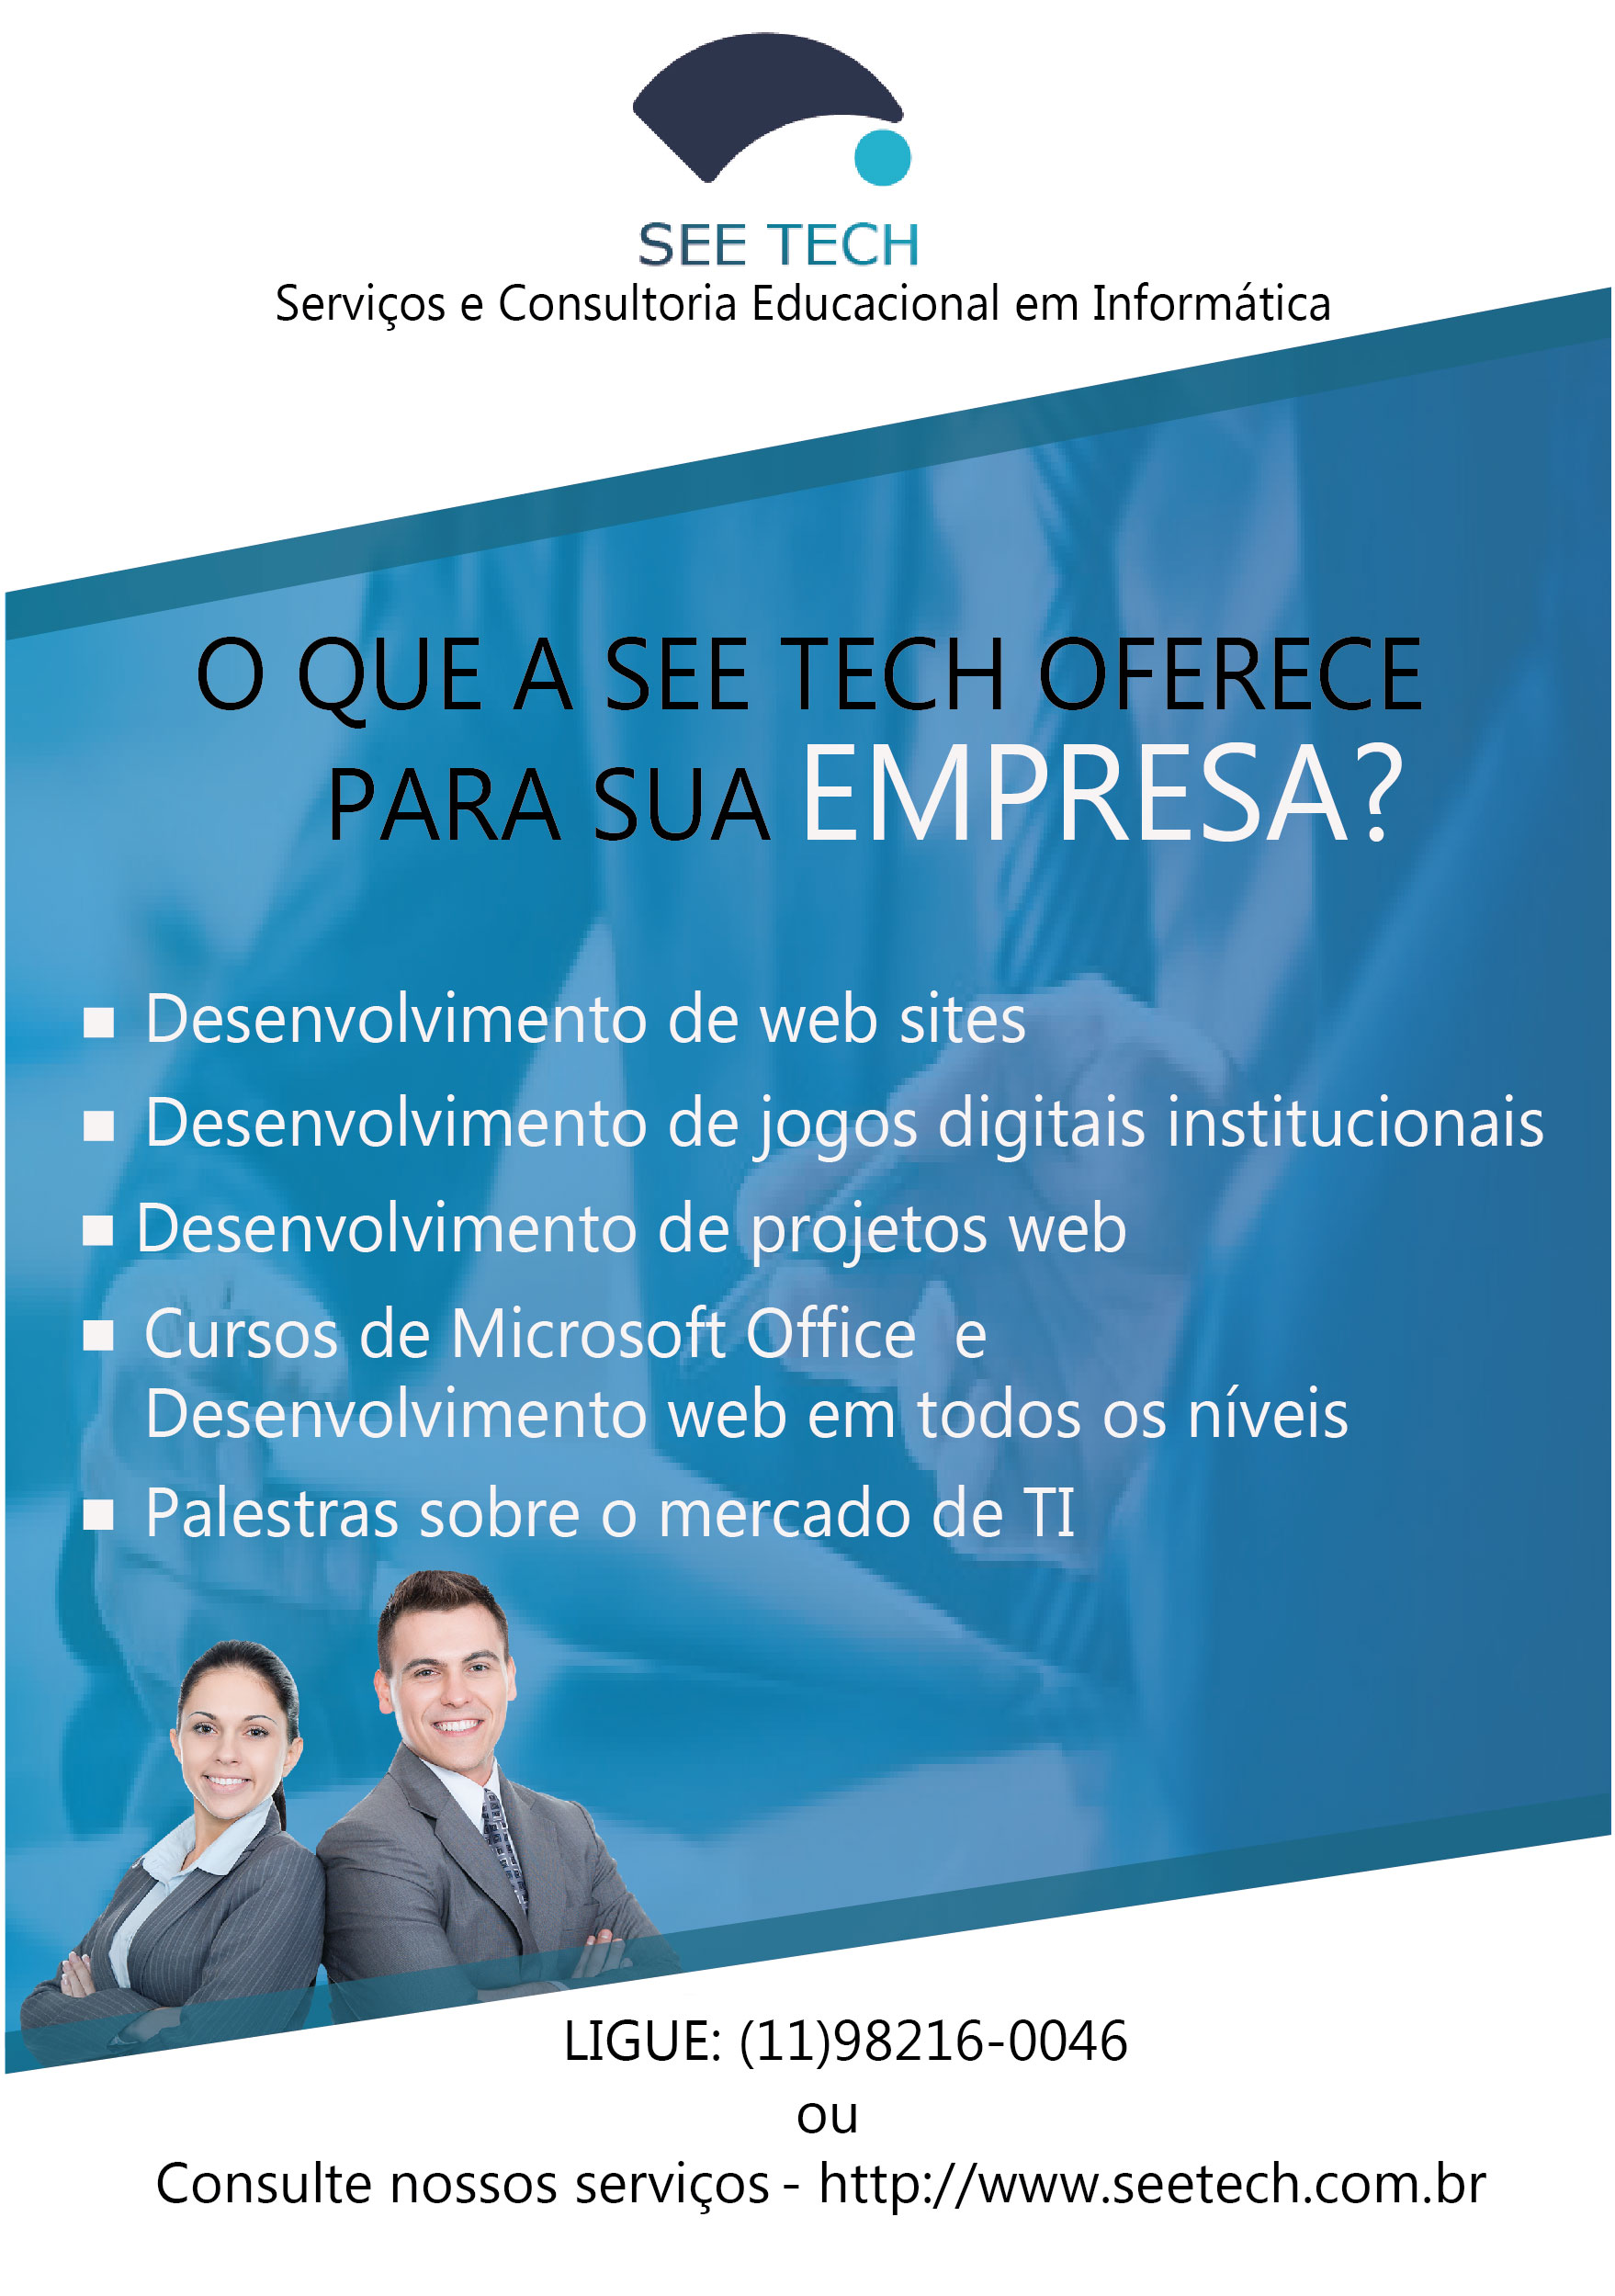 SEE TECH
Serviços e Consultoria Educacional em Informática
O QUE A SEE TECH OFERECE
PARA SUA EMPRESA?
Desenvolvimento de web sites
Desenvolvimento de jogos digitais institucionais
Desenvolvimento de projetos web
Cursos de Microsoft Office e
Desenvolvimento web em todos os níveis
Palestras sobre o mercado de TI
LIGUE: (11)98216-0046
ou
Consulte nossos serviços - http://www.seetech.com.br